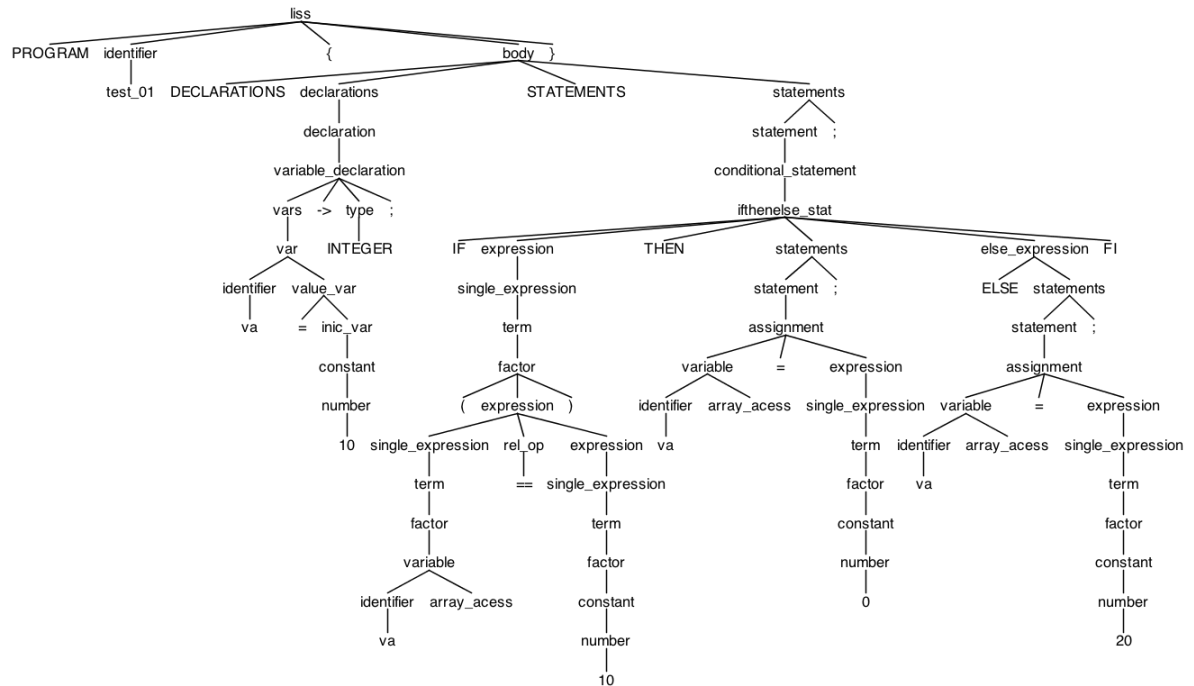 liss
PROGRAM identifier { body }
test_01 DECLARATIONS declarations STATEMENTS statements
declaration statement ;
variable_declaration conditional_statement
vars -> type ; ifthenelse_stat
var INTEGER IF expression THEN statements else_expression FI
identifier value_var single_expression statement ; ELSE statements
va = inic_var term assignment statement ;
constant factor variable = expression assignment
number ( expression ) identifier array_acess single_expression variable = expression
10 single_expression rel_op expression va term identifier array_acess single_expression
term == single_expression factor va term
factor term constant factor
variable factor number constant
identifier array_acess constant 0 number
va number 20
10